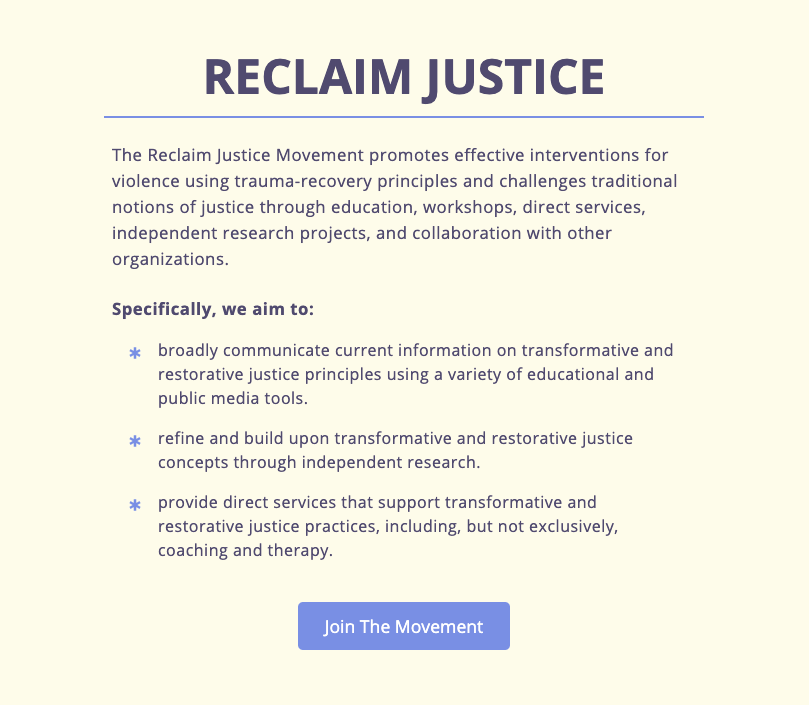 RECLAIM JUSTICE
The Reclaim Justice Movement promotes effective interventions for
violence using trauma-recovery principles and challenges traditional
notions of justice through education, workshops, direct services,
independent research projects, and collaboration with other
organizations.
Specifically, we aim to:
* broadly communicate current information on transformative and
restorative justice principles using a variety of educational and
public media tools.
* refine and build upon transformative and restorative justice
concepts through independent research.
* provide direct services that support transformative and
restorative justice practices, including, but not exclusively,
coaching and therapy.
Join The Movement